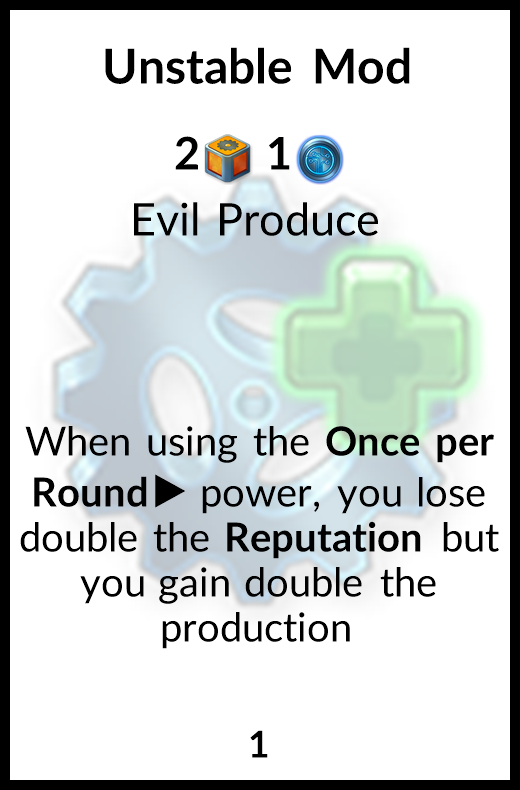 Unstable Mod
2 1
Evil Produce
When using the Once per
Round▶ power, you lose
double the Reputation but
you gain double the
production
1